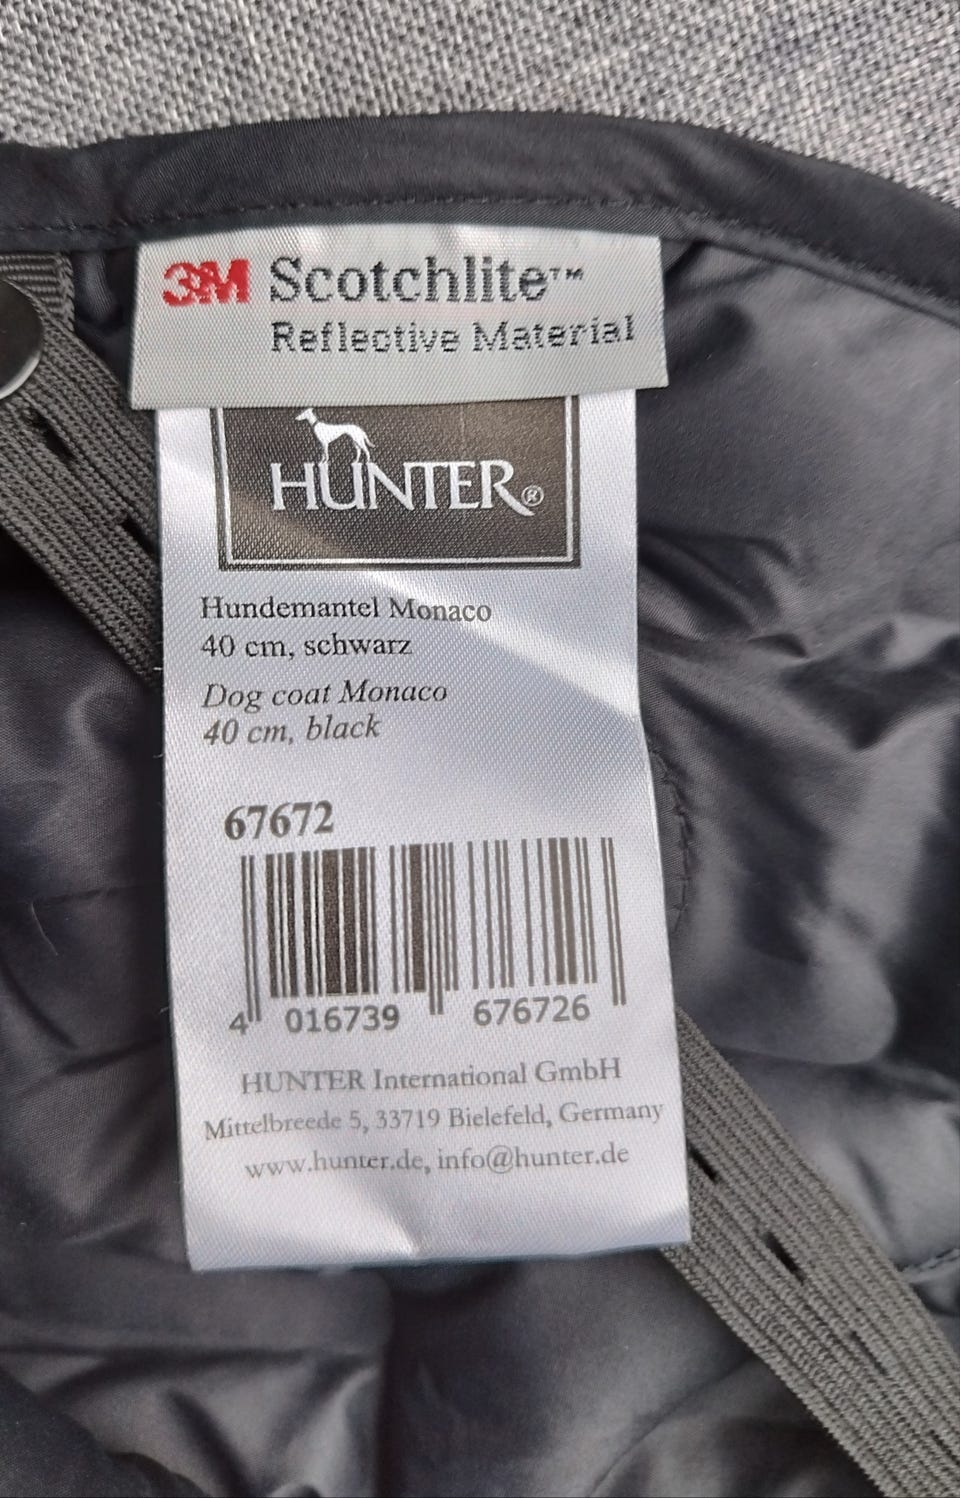 3M Scotchlite™
Reflective Material
HUNTER®
Hundemantel Monaco
40 cm, schwarz
Dog coat Monaco
40 cm, black
67672
4 016739 676726
HUNTER International GmbH
Mittelbreede 5, 33719 Bielefeld, Germany
www.hunter.de, info@hunter.de